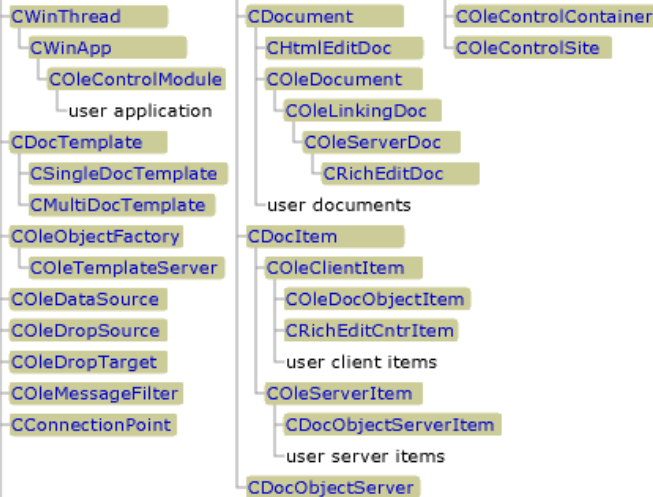 CWinThread
CWinApp
COleControlModule
user application
CDocTemplate
CSingleDocTemplate
CMultiDocTemplate
COleObjectFactory
COleTemplateServer
COleDataSource
COleDropSource
COleDropTarget
COleMessageFilter
CConnectionPoint
CDocument
CHtmlEditDoc
COleDocument
COleLinkingDoc
COleServerDoc
CRichEditDoc
user documents
CDocItem
COleClientItem
COleDocObjectItem
CRichEditCntrItem
user client items
COleServerItem
CDocObjectServerItem
user server items
CDocObjectServer
COleControlContainer
COleControlSite